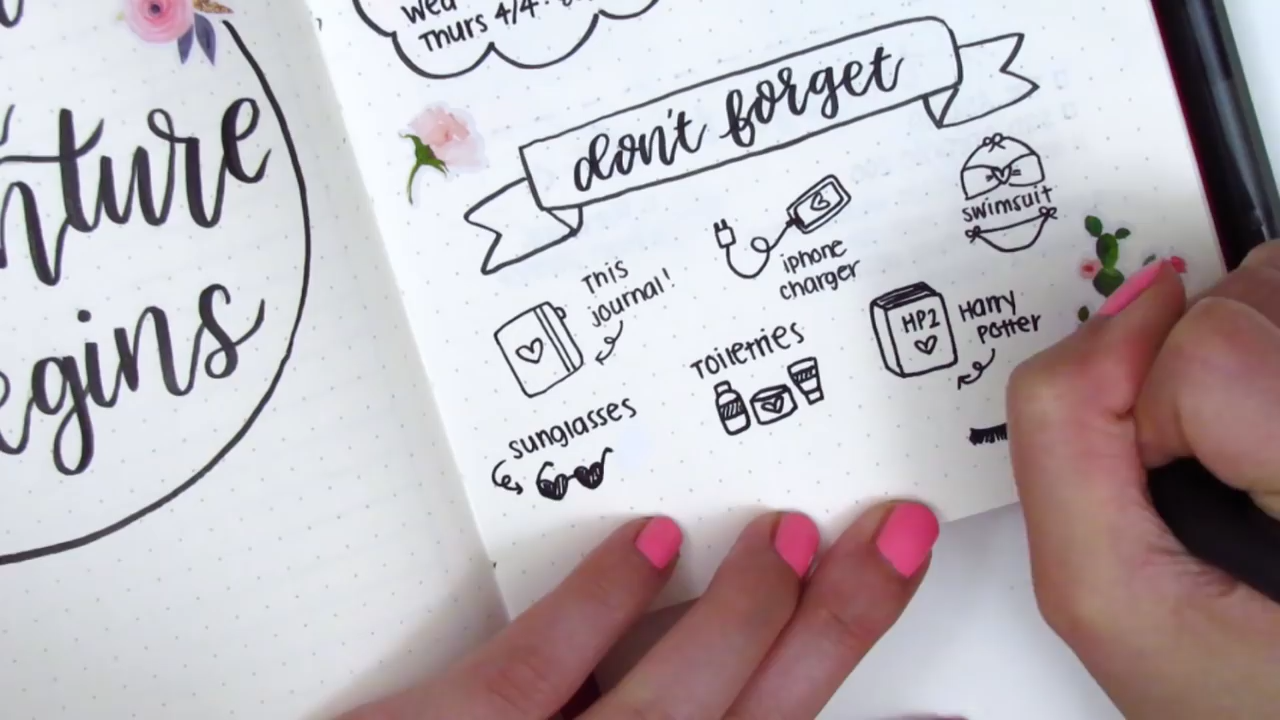 nture
egins
Wed
Thurs 4/4:
don't forget
This
journal!
iphone
charger
swimsuit
sunglasses
Toiletries
HP2
Harry
Potter